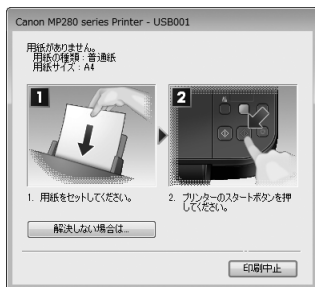 Canon MP280 series Printer - USB001
用紙がありません。
用紙の種類：普通紙
用紙サイズ：A4
1
2
1. 用紙をセットしてください。
2. プリンターのスタートボタンを押
してください。
解決しない場合は...
印刷中止